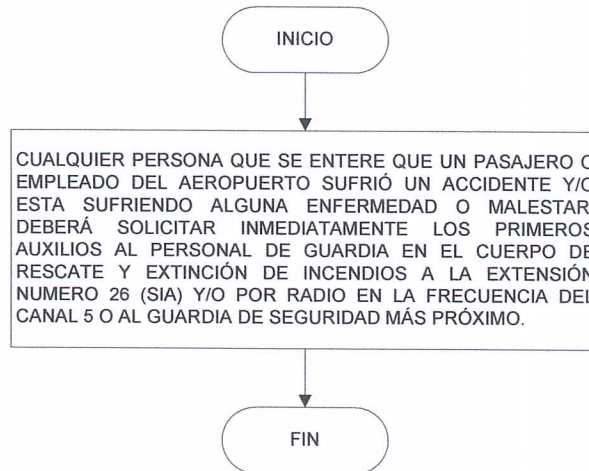 INICIO
CUALQUIER PERSONA QUE SE ENTERE QUE UN PASAJERO O
EMPLEADO DEL AEROPUERTO SUFRIÓ UN ACCIDENTE Y/O
ESTA SUFRIENDO ALGUNA ENFERMEDAD O MALESTAR
DEBERÁ SOLICITAR INMEDIATAMENTE LOS PRIMEROS
AUXILIOS AL PERSONAL DE GUARDIA EN EL CUERPO DE
RESCATE Y EXTINCIÓN DE INCENDIOS A LA EXTENSIÓN
NUMERO 26 (SIA) Y/O POR RADIO EN LA FRECUENCIA DEL
CANAL 5 O AL GUARDIA DE SEGURIDAD MÁS PRÓXIMO.
FIN